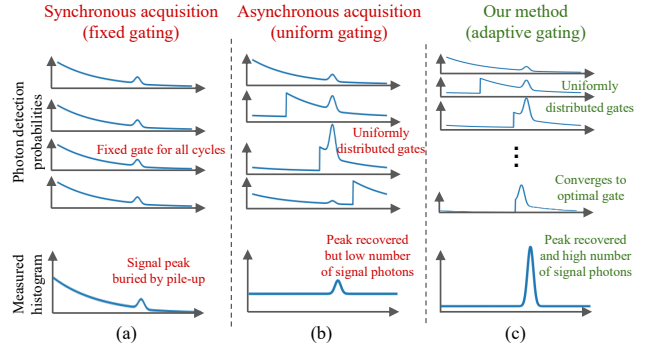 Synchronous acquisition
(fixed gating)
Asynchronous acquisition
(uniform gating)
Our method
(adaptive gating)
Photon detection
probabilities
Fixed gate for all cycles
Uniformly
distributed gates
Uniformly
distributed gates
Converges to
optimal gate
Measured
histogram
Signal peak
buried by pile-up
Peak recovered
but low number
of signal photons
Peak recovered
and high number
of signal photons
(a)
(b)
(c)